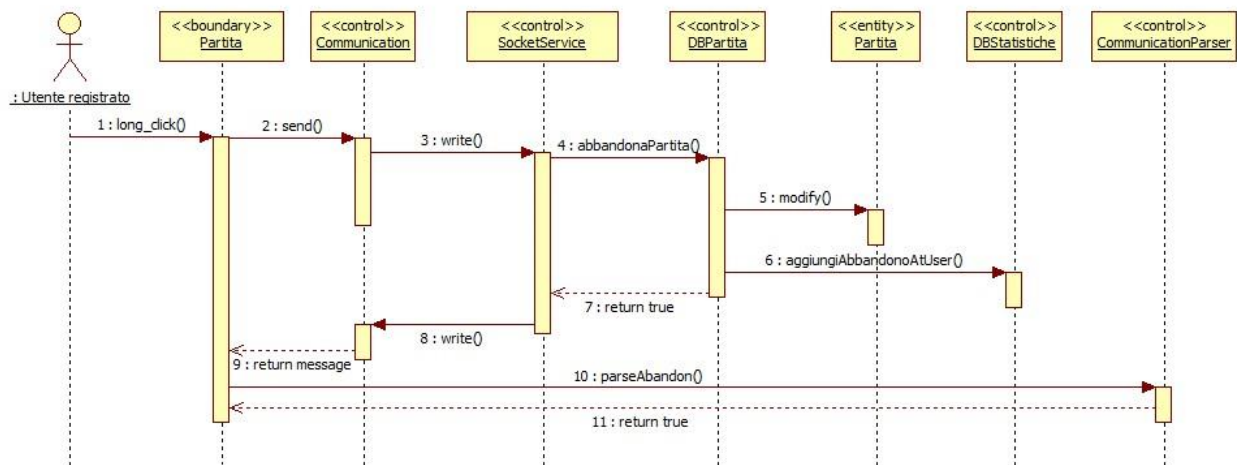 <<boundary>>
Partita
<<control>>
Communication
<<control>>
SocketService
<<control>>
DBPartita
<<entity>>
Partita
<<control>>
DBStatistiche
<<control>>
CommunicationParser
: Utente registrato
1 : long_click()
2 : send()
3 : write()
4 : abbandonaPartita()
5 : modify()
6 : aggiungiAbbandonoAtUser()
7 : return true
8 : write()
9 : return message
10 : parseAbandon()
11 : return true